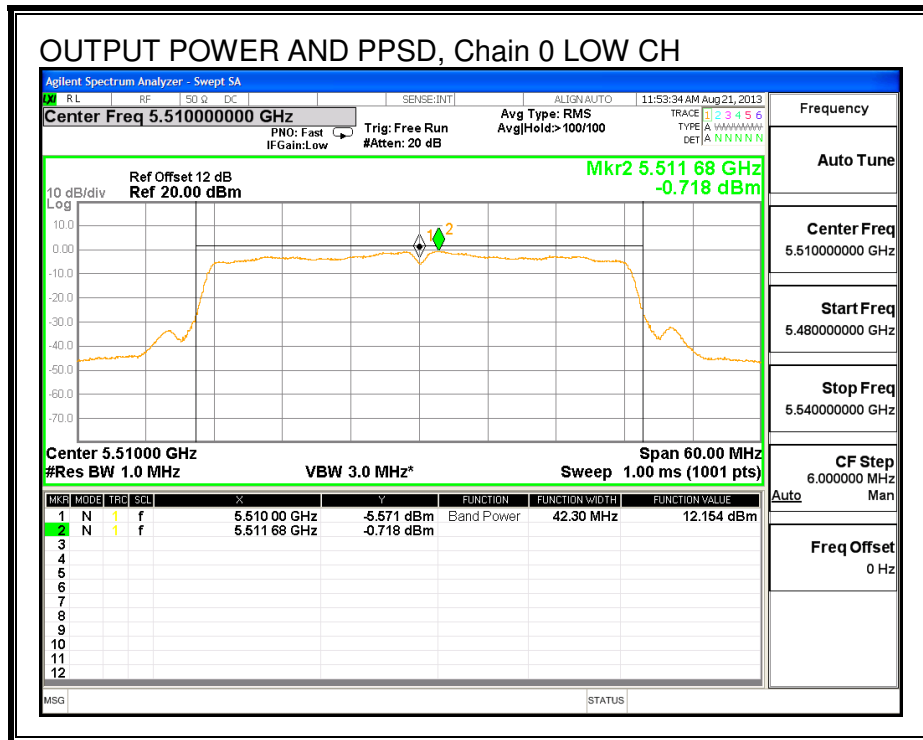 OUTPUT POWER AND PPSD, Chain 0 LOW CH
Agilent Spectrum Analyzer - Swept SA
LXI RL RF 50 Ω DC SENSE:INT ALIGN AUTO 11:53:34 AM Aug 21, 2013
Center Freq 5.510000000 GHz
PNO: Fast
IFGain:Low
Trig: Free Run
#Atten: 20 dB
Avg Type: RMS
Avg|Hold:>100/100
TRACE 1 2 3 4 5 6
TYPE A WWWWW
DET A N N N N N
Ref Offset 12 dB
10 dB/div Ref 20.00 dBm
Log
Mkr2 5.511 68 GHz
-0.718 dBm
10.0
0.00
-10.0
-20.0
-30.0
-40.0
-50.0
-60.0
-70.0
1
2
Center 5.51000 GHz Span 60.00 MHz
#Res BW 1.0 MHz VBW 3.0 MHz* Sweep 1.00 ms (1001 pts)
MKR MODE TRC SCL X Y FUNCTION FUNCTION WIDTH FUNCTION VALUE
1 N 1 f 5.510 00 GHz -5.571 dBm Band Power 42.30 MHz 12.154 dBm
2 N 1 f 5.511 68 GHz -0.718 dBm
3
4
5
6
7
8
9
10
11
12
MSG STATUS
Frequency
Auto Tune
Center Freq
5.510000000 GHz
Start Freq
5.480000000 GHz
Stop Freq
5.540000000 GHz
CF Step
6.000000 MHz
Auto Man
Freq Offset
0 Hz